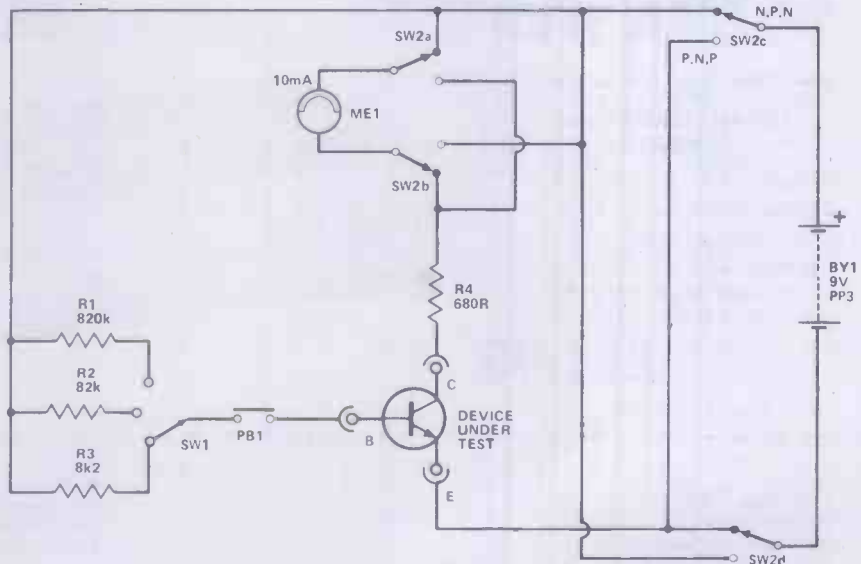 N,P,N
SW2a
SW2c
P.N,P
10mA
ME1
SW2b
+
BY1
9V
PP3
R4
680R
R1
820k
C
R2
82k
DEVICE
UNDER
TEST
B
SW1
PB1
R3
8k2
E
SW2d